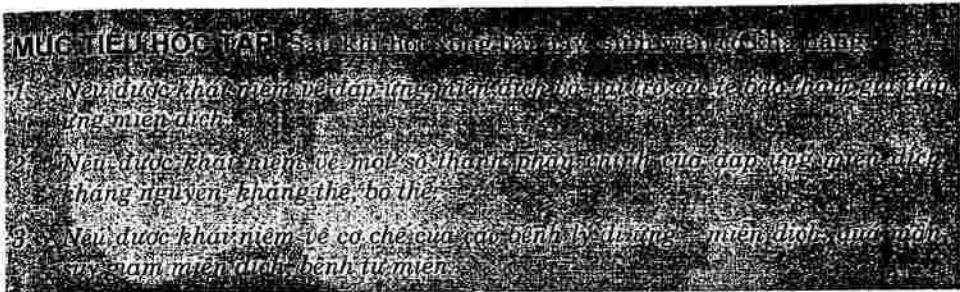 MỤC TIÊU HỌC TẬP: Sau khi học xong bài này, sinh viên có khả năng:
1. Nêu được khái niệm về đáp ứng miễn dịch và vai trò các tế bào tham gia đáp
ứng miễn dịch.
2. Nêu được khái niệm về một số thành phần chính của đáp ứng miễn dịch:
kháng nguyên, kháng thể, bổ thể.
3. Nêu được khái niệm về cơ chế của các bệnh lý dị ứng miễn dịch, quá mẫn,
suy giảm miễn dịch, bệnh tự miễn.